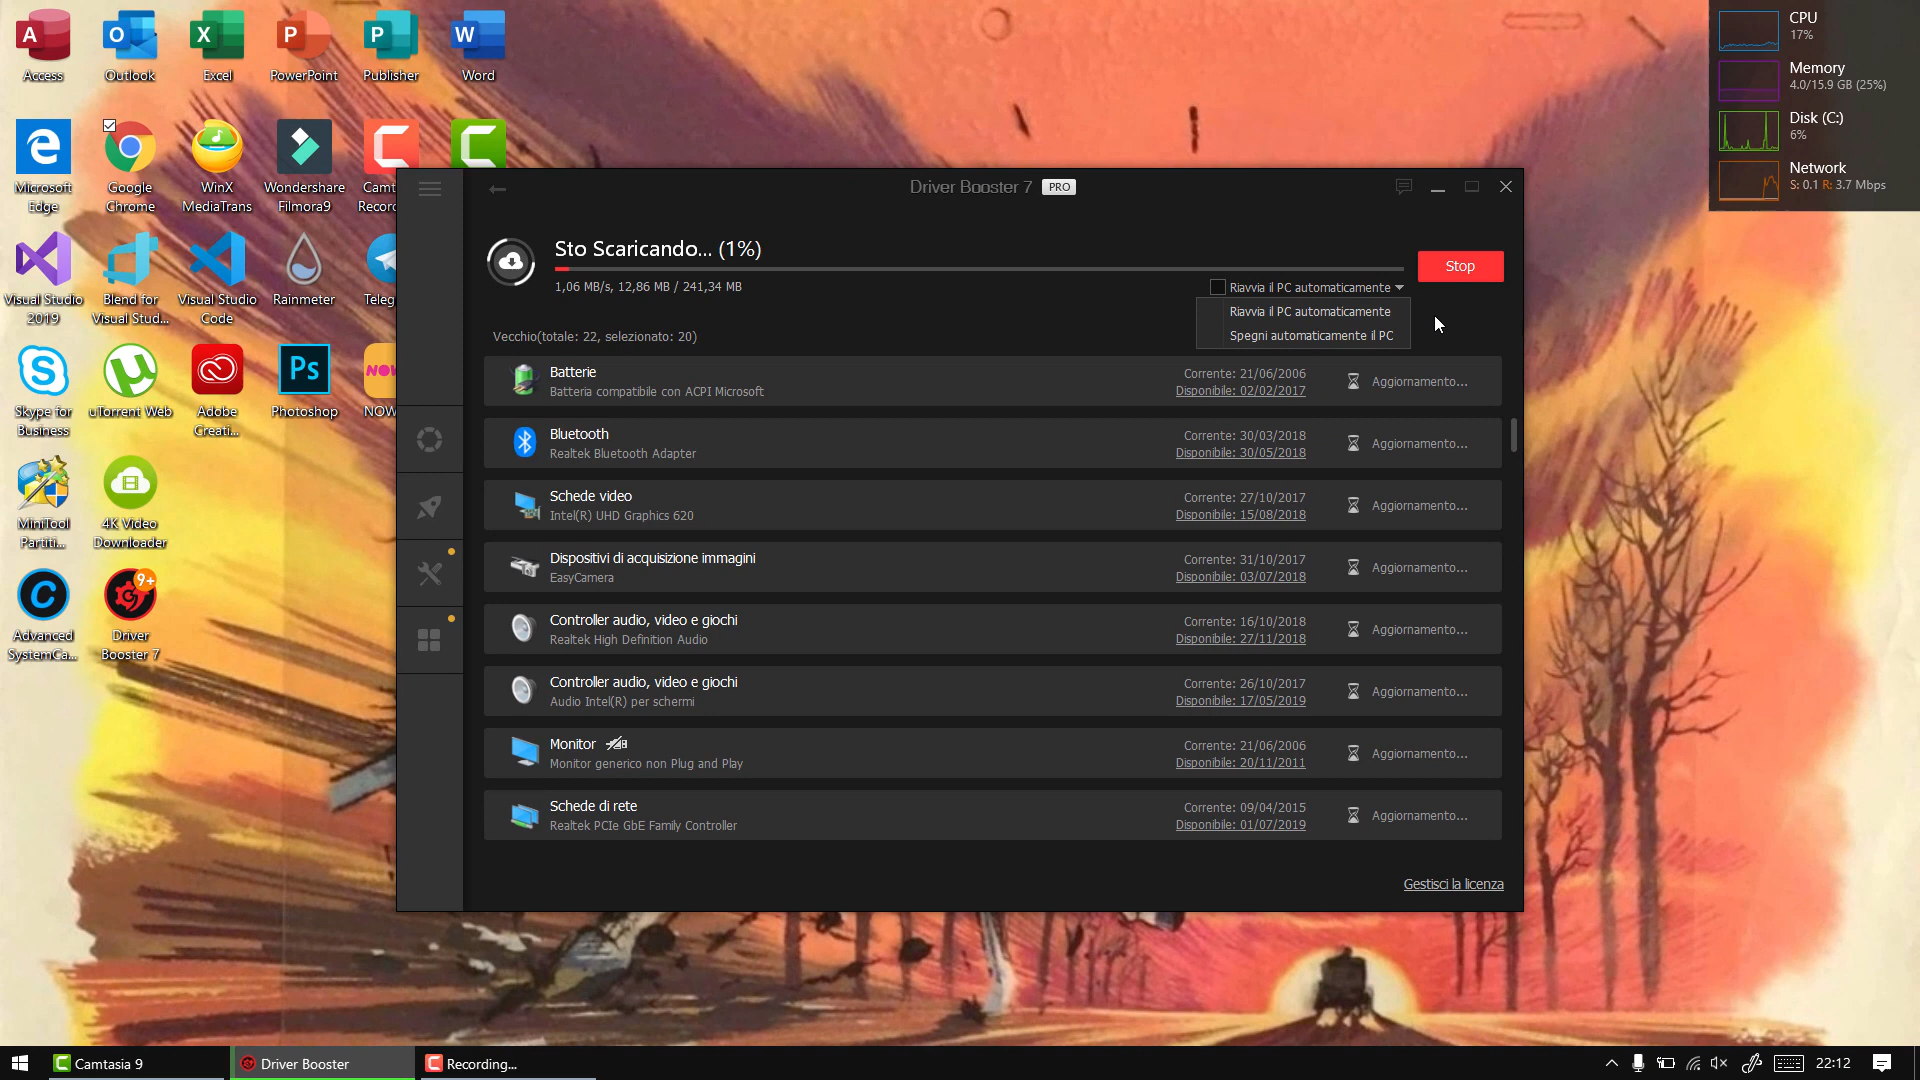 Access
Outlook
Excel
PowerPoint
Publisher
Word
Microsoft
Edge
Google
Chrome
WinX
MediaTrans
Wondershare
Filmora9
Camt
Recor
Visual Studio
2019
Blend for
Visual Stud...
Visual Studio
Code
Rainmeter
Teleg
Skype for
Business
uTorrent Web
Adobe
Creati...
Ps
Photoshop
NOW
NOW
MiniTool
Partiti...
4K Video
Downloader
Advanced
SystemCa...
9+
Driver
Booster 7
CPU
17%
Memory
4.0/15.9 GB (25%)
Disk (C:)
6%
Network
S: 0.1 R: 3.7 Mbps
Driver Booster 7 PRO
Sto Scaricando... (1%)
Stop
1,06 MB/s, 12,86 MB / 241,34 MB
Riavvia il PC automaticamente
Riavvia il PC automaticamente
Spegni automaticamente il PC
Vecchio(totale: 22, selezionato: 20)
Batterie
Batteria compatibile con ACPI Microsoft
Corrente: 21/06/2006
Disponibile: 02/02/2017
Aggiornamento...
Bluetooth
Realtek Bluetooth Adapter
Corrente: 30/03/2018
Disponibile: 30/05/2018
Aggiornamento...
Schede video
Intel(R) UHD Graphics 620
Corrente: 27/10/2017
Disponibile: 15/08/2018
Aggiornamento...
Dispositivi di acquisizione immagini
EasyCamera
Corrente: 31/10/2017
Disponibile: 03/07/2018
Aggiornamento...
Controller audio, video e giochi
Realtek High Definition Audio
Corrente: 16/10/2018
Disponibile: 27/11/2018
Aggiornamento...
Controller audio, video e giochi
Audio Intel(R) per schermi
Corrente: 26/10/2017
Disponibile: 17/05/2019
Aggiornamento...
Monitor
Monitor generico non Plug and Play
Corrente: 21/06/2006
Disponibile: 20/11/2011
Aggiornamento...
Schede di rete
Realtek PCIe GbE Family Controller
Corrente: 09/04/2015
Disponibile: 01/07/2019
Aggiornamento...
Gestisci la licenza
Camtasia 9
Driver Booster
Recording...
22:12